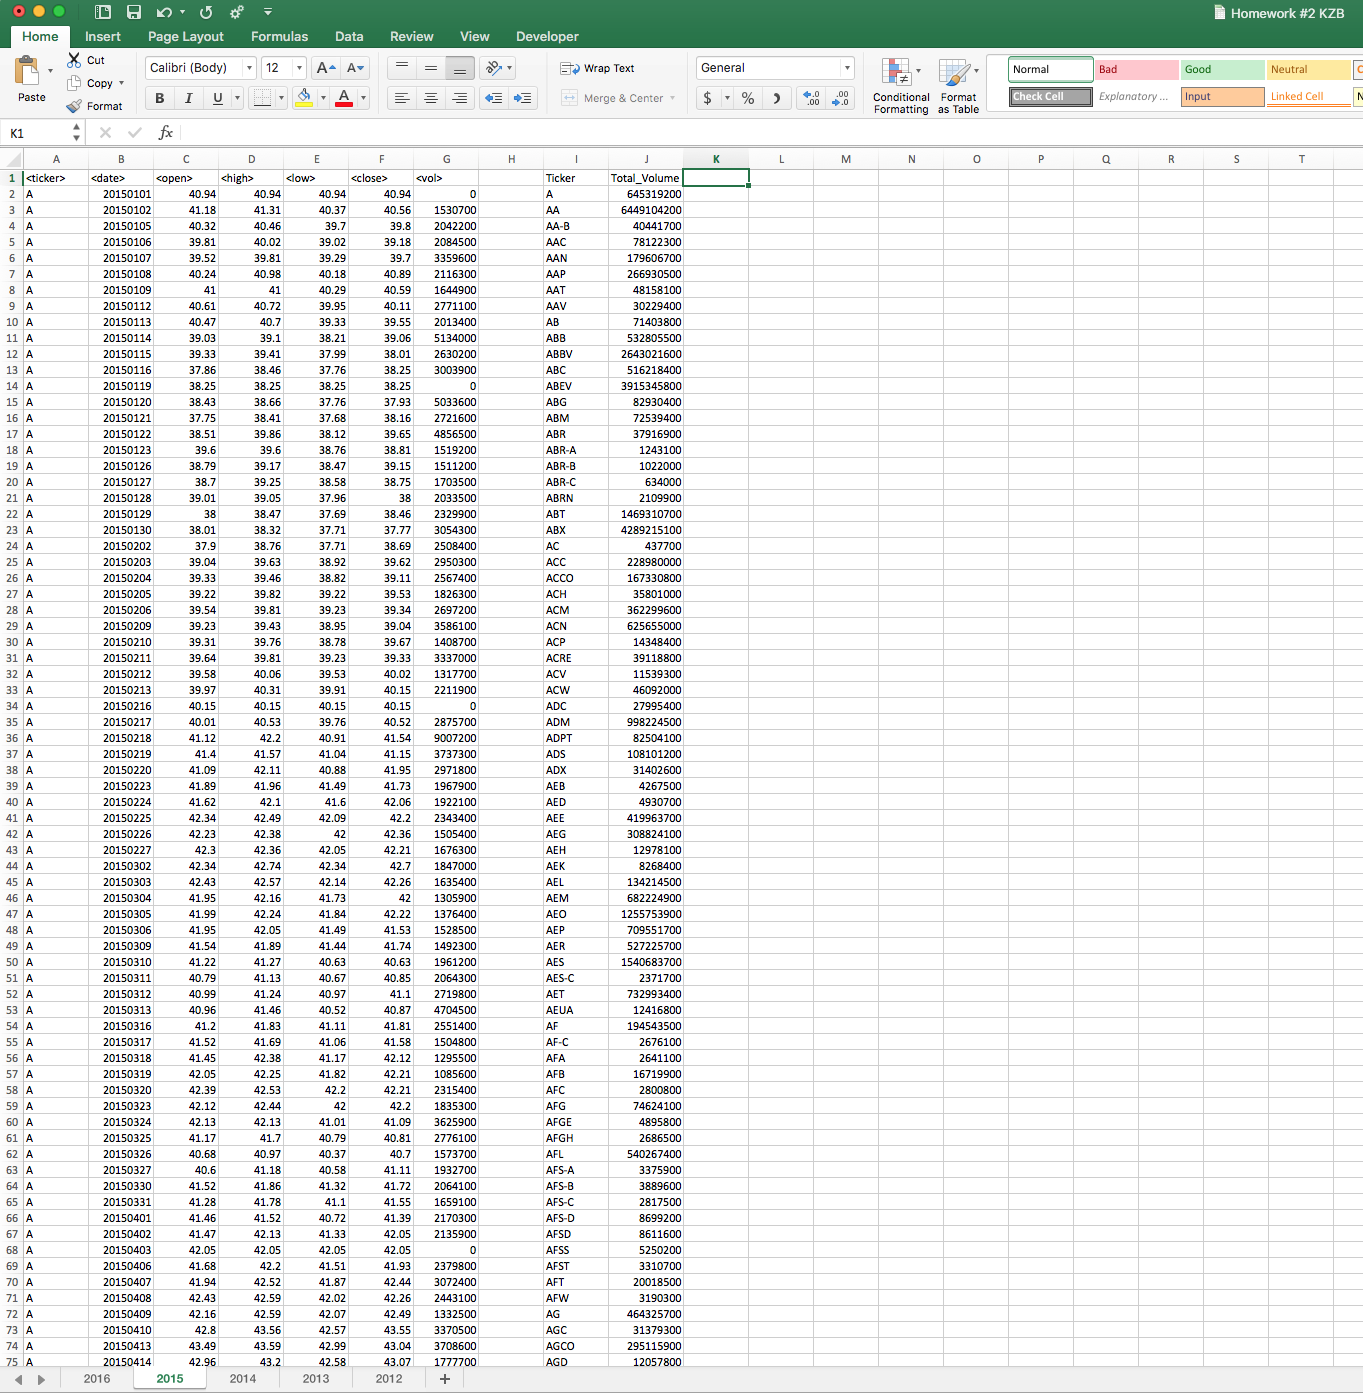 Homework #2 KZB
Home Insert Page Layout Formulas Data Review View Developer
Paste Cut Copy Format
Calibri (Body) 12 A A
B I U A
Wrap Text
Merge & Center
General
$ % )
Conditional Formatting
Format as Table
Normal Bad Good Neutral
Check Cell Explanatory ... Input Linked Cell
K1 fx
A B C D E F G H I J K L M N O P Q R S T
1 <ticker> <date> <open> <high> <low> <close> <vol> Ticker Total_Volume
2 A 20150101 40.94 40.94 40.94 40.94 0 A 645319200
3 A 20150102 41.18 41.31 40.37 40.56 1530700 AA 6449104200
4 A 20150105 40.32 40.46 39.7 39.8 2042200 AA-B 40441700
5 A 20150106 39.81 40.02 39.02 39.18 2084500 AAC 78122300
6 A 20150107 39.52 39.81 39.29 39.7 3359600 AAN 179606700
7 A 20150108 40.24 40.98 40.18 40.89 2116300 AAP 266930500
8 A 20150109 41 41 40.29 40.59 1644900 AAT 48158100
9 A 20150112 40.61 40.72 39.95 40.11 2771100 AAV 30229400
10 A 20150113 40.47 40.7 39.33 39.55 2013400 AB 71403800
11 A 20150114 39.03 39.1 38.21 39.06 5134000 ABB 532805500
12 A 20150115 39.33 39.41 37.99 38.01 2630200 ABBV 2643021600
13 A 20150116 37.86 38.46 37.76 38.25 3003900 ABC 516218400
14 A 20150119 38.25 38.25 38.25 38.25 0 ABEV 3915345800
15 A 20150120 38.43 38.66 37.76 37.93 5033600 ABG 82930400
16 A 20150121 37.75 38.41 37.68 38.16 2721600 ABM 72539400
17 A 20150122 38.51 39.86 38.12 39.65 4856500 ABR 37916900
18 A 20150123 39.6 39.6 38.76 38.81 1519200 ABR-A 1243100
19 A 20150126 38.79 39.17 38.47 39.15 1511200 ABR-B 1022000
20 A 20150127 38.7 39.25 38.58 38.75 1703500 ABR-C 634000
21 A 20150128 39.01 39.05 37.96 38 2033500 ABRN 2109900
22 A 20150129 38 38.47 37.69 38.46 2329900 ABT 1469310700
23 A 20150130 38.01 38.32 37.71 37.77 3054300 ABX 4289215100
24 A 20150202 37.9 38.76 37.71 38.69 2508400 AC 437700
25 A 20150203 39.04 39.63 38.92 39.62 2950300 ACC 228980000
26 A 20150204 39.33 39.46 38.82 39.11 2567400 ACCO 167330800
27 A 20150205 39.22 39.82 39.22 39.53 1826300 ACH 35801000
28 A 20150206 39.54 39.81 39.23 39.34 2697200 ACM 362299600
29 A 20150209 39.23 39.43 38.95 39.04 3586100 ACN 625655000
30 A 20150210 39.31 39.76 38.78 39.67 1408700 ACP 14348400
31 A 20150211 39.64 39.81 39.23 39.33 3337000 ACRE 39118800
32 A 20150212 39.58 40.06 39.53 40.02 1317700 ACV 11539300
33 A 20150213 39.97 40.31 39.91 40.15 2211900 ACW 46092000
34 A 20150216 40.15 40.15 40.15 40.15 0 ADC 27995400
35 A 20150217 40.01 40.53 39.76 40.52 2875700 ADM 998224500
36 A 20150218 41.12 42.2 40.91 41.54 9007200 ADPT 82504100
37 A 20150219 41.4 41.57 41.04 41.15 3737300 ADS 108101200
38 A 20150220 41.09 42.11 40.88 41.95 2971800 ADX 31402600
39 A 20150223 41.89 41.96 41.49 41.73 1967900 AEB 4267500
40 A 20150224 41.62 42.1 41.6 42.06 1922100 AED 4930700
41 A 20150225 42.34 42.49 42.09 42.2 2343400 AEE 419963700
42 A 20150226 42.23 42.38 42 42.36 1505400 AEG 308824100
43 A 20150227 42.3 42.36 42.05 42.21 1676300 AEH 12978100
44 A 20150302 42.34 42.74 42.34 42.7 1847000 AEK 8268400
45 A 20150303 42.43 42.57 42.14 42.26 1635400 AEL 134214500
46 A 20150304 41.95 42.16 41.73 42 1305900 AEM 682224900
47 A 20150305 41.99 42.24 41.84 42.22 1376400 AEO 1255753900
48 A 20150306 41.95 42.05 41.49 41.53 1528500 AEP 709551700
49 A 20150309 41.54 41.89 41.44 41.74 1492300 AER 527225700
50 A 20150310 41.22 41.27 40.63 40.63 1961200 AES 1540683700
51 A 20150311 40.79 41.13 40.67 40.85 2064300 AES-C 2371700
52 A 20150312 40.99 41.24 40.97 41.1 2719800 AET 732993400
53 A 20150313 40.96 41.46 40.52 40.87 4704500 AEUA 12416800
54 A 20150316 41.2 41.83 41.11 41.81 2551400 AF 194543500
55 A 20150317 41.52 41.69 41.06 41.58 1504800 AF-C 2676100
56 A 20150318 41.45 42.38 41.17 42.12 1295500 AFA 2641100
57 A 20150319 42.05 42.25 41.82 42.21 1085600 AFB 16719900
58 A 20150320 42.39 42.53 42.2 42.21 2315400 AFC 2800800
59 A 20150323 42.12 42.44 42 42.2 1835300 AFG 74624100
60 A 20150324 42.13 42.13 41.01 41.09 3625900 AFGE 4895800
61 A 20150325 41.17 41.7 40.79 40.81 2776100 AFGH 2686500
62 A 20150326 40.68 40.97 40.37 40.7 1573700 AFL 540267400
63 A 20150327 40.6 41.18 40.58 41.11 1932700 AFS-A 3375900
64 A 20150330 41.52 41.86 41.32 41.72 2064100 AFS-B 3889600
65 A 20150331 41.28 41.78 41.1 41.55 1659100 AFS-C 2817500
66 A 20150401 41.46 41.52 40.72 41.39 2170300 AFS-D 8699200
67 A 20150402 41.47 42.13 41.33 42.05 2135900 AFSD 8611600
68 A 20150403 42.05 42.05 42.05 42.05 0 AFSS 5250200
69 A 20150406 41.68 42.2 41.51 41.93 2379800 AFST 3310700
70 A 20150407 41.94 42.52 41.87 42.44 3072400 AFT 20018500
71 A 20150408 42.43 42.59 42.02 42.26 2443100 AFW 3190300
72 A 20150409 42.16 42.59 42.07 42.49 1332500 AG 464325700
73 A 20150410 42.8 43.56 42.57 43.55 3370500 AGC 31379300
74 A 20150413 43.49 43.59 42.99 43.04 3708600 AGCO 295115900
75 A 20150414 42.96 43.2 42.58 43.07 1777700 AGD 12057800
2016 2015 2014 2013 2012 +